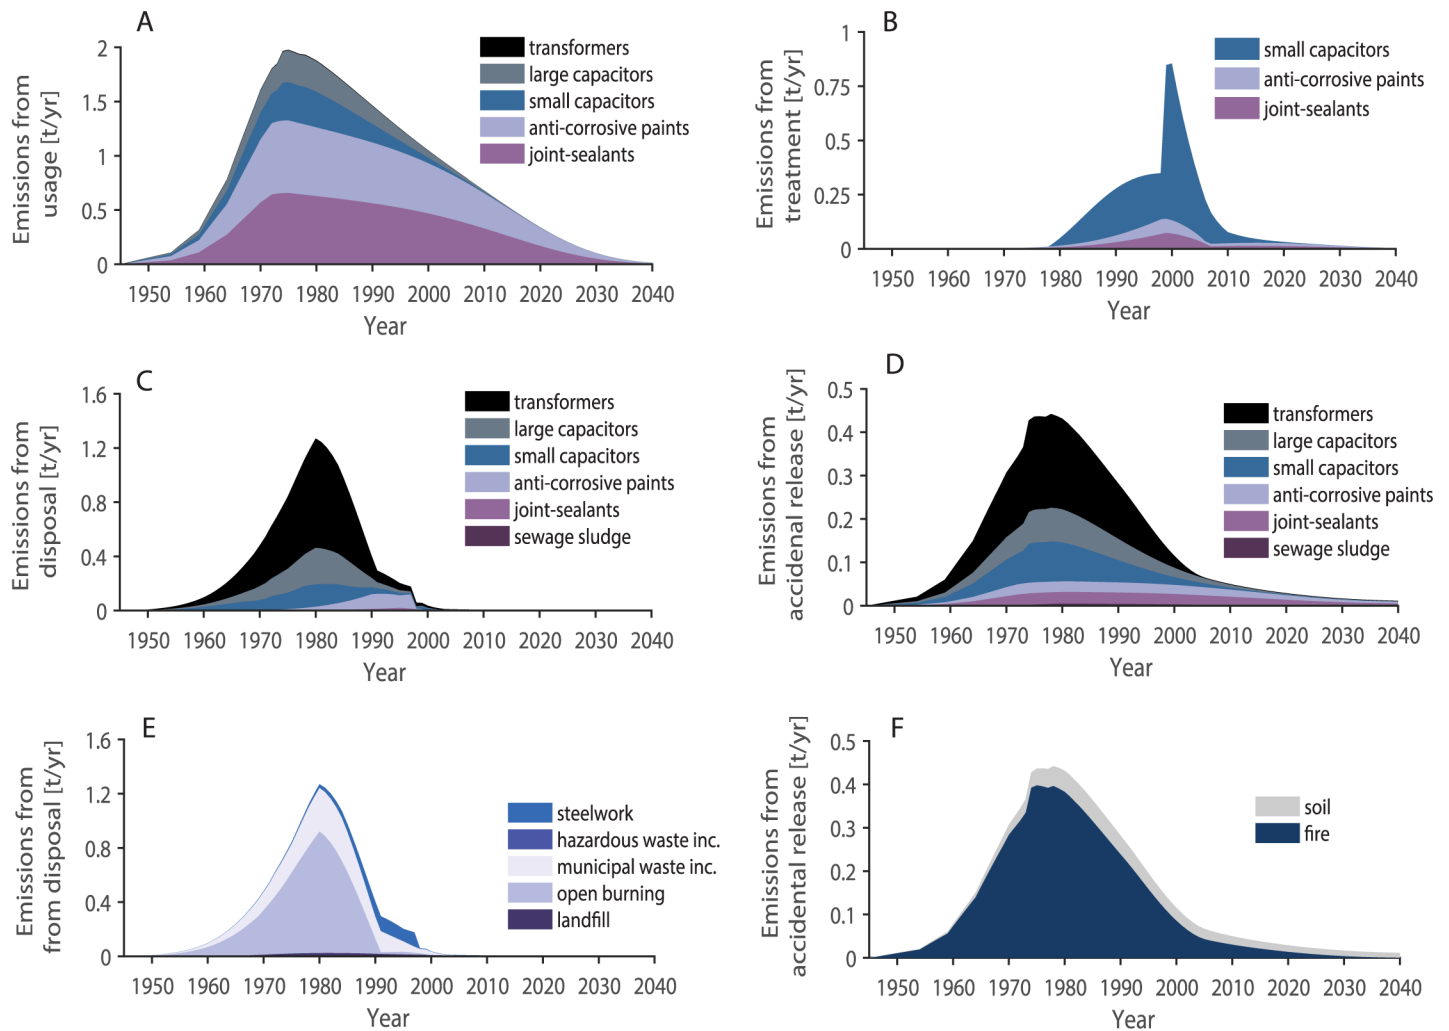 A
Emissions from
usage [t/yr]
2
1.5
1
0.5
0
transformers
large capacitors
small capacitors
anti-corrosive paints
joint-sealants
1950 1960 1970 1980 1990 2000 2010 2020 2030 2040
Year
B
Emissions from
treatment [t/yr]
1
0.75
0.5
0.25
0
small capacitors
anti-corrosive paints
joint-sealants
1950 1960 1970 1980 1990 2000 2010 2020 2030 2040
Year
C
Emissions from
disposal [t/yr]
1.6
1.2
0.8
0.4
0
transformers
large capacitors
small capacitors
anti-corrosive paints
joint-sealants
sewage sludge
1950 1960 1970 1980 1990 2000 2010 2020 2030 2040
Year
D
Emissions from
accidenal release [t/yr]
0.5
0.4
0.3
0.2
0.1
0
transformers
large capacitors
small capacitors
anti-corrosive paints
joint-sealants
sewage sludge
1950 1960 1970 1980 1990 2000 2010 2020 2030 2040
Year
E
Emissions from
from disposal [t/yr]
1.6
1.2
0.8
0.4
0
steelwork
hazardous waste inc.
municipal waste inc.
open burning
landfill
1950 1960 1970 1980 1990 2000 2010 2020 2030 2040
Year
F
Emissions from
accidental release [t/yr]
0.5
0.4
0.3
0.2
0.1
0
soil
fire
1950 1960 1970 1980 1990 2000 2010 2020 2030 2040
Year